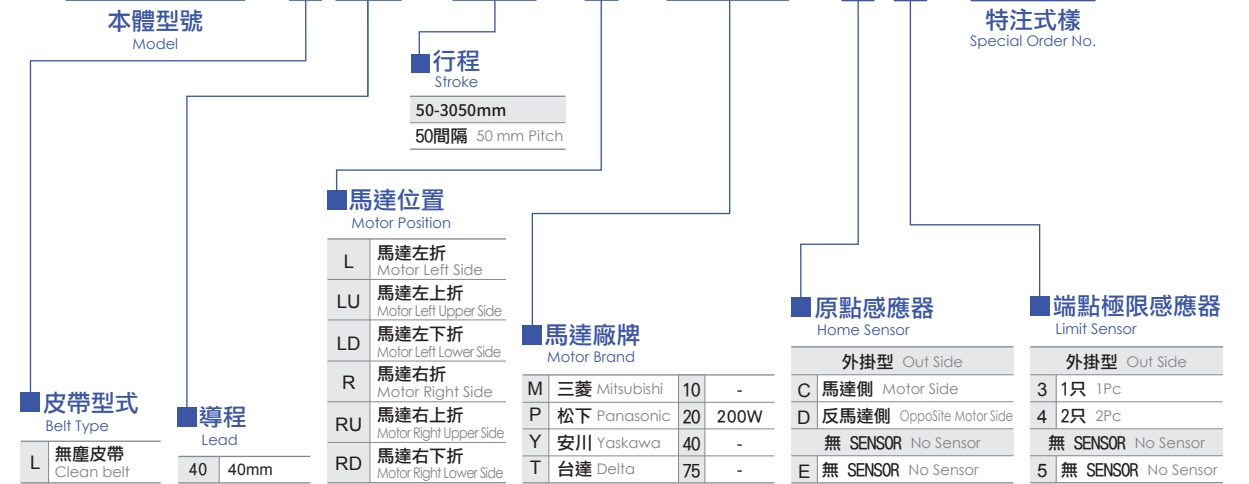 本體型號
Model
特注式樣
Special Order No.
行程
Stroke
50-3050mm
50間隔 50 mm Pitch
馬達位置
Motor Position
L 馬達左折
Motor Left Side
LU 馬達左上折
Motor Left Upper Side
LD 馬達左下折
Motor Left Lower Side
R 馬達右折
Motor Right Side
RU 馬達右上折
Motor Right Upper Side
RD 馬達右下折
Motor Right Lower Side
皮帶型式
Belt Type
L 無塵皮帶
Clean belt
導程
Lead
40 40mm
馬達廠牌
Motor Brand
M 三菱 Mitsubishi 10 -
P 松下 Panasonic 20 200W
Y 安川 Yaskawa 40 -
T 台達 Delta 75 -
原點感應器
Home Sensor
外掛型 Out Side
C 馬達側 Motor Side
D 反馬達側 OppoSite Motor Side
無 SENSOR No Sensor
E 無 SENSOR No Sensor
端點極限感應器
Limit Sensor
外掛型 Out Side
3 1只 1Pc
4 2只 2Pc
無 SENSOR No Sensor
5 無 SENSOR No Sensor